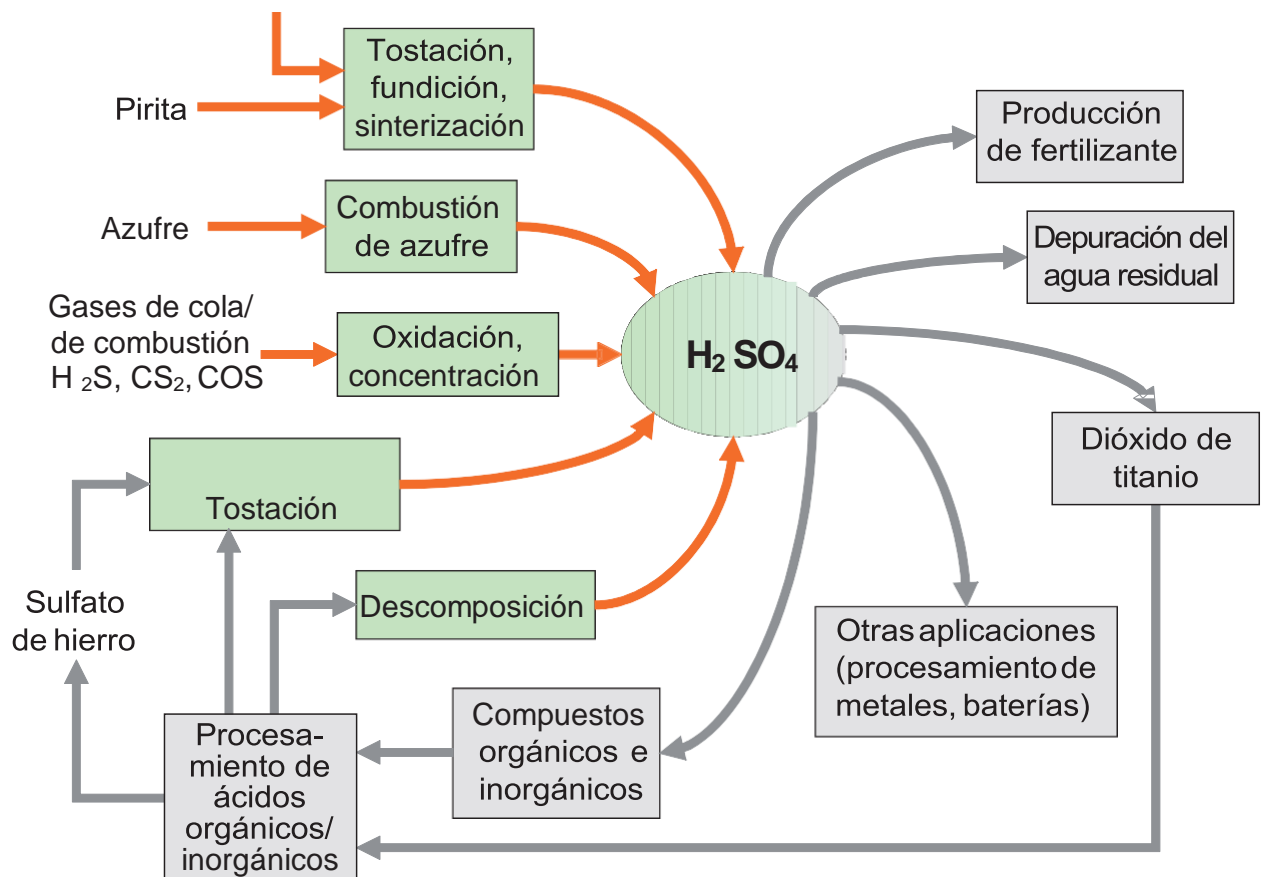 Tostación,
fundición,
sinterización
Pirita
Producción
de fertilizante
Azufre
Combustión
de azufre
Depuración del
agua residual
Gases de cola/
de combustión
H ₂S, CS₂, COS
Oxidación,
concentración
H₂ SO₄
Dióxido de
titanio
Tostación
Sulfato
de hierro
Descomposición
Otras aplicaciones
(procesamiento de
metales, baterías)
Compuestos
orgánicos e
inorgánicos
Procesa-
miento de
ácidos
orgánicos/
inorgánicos